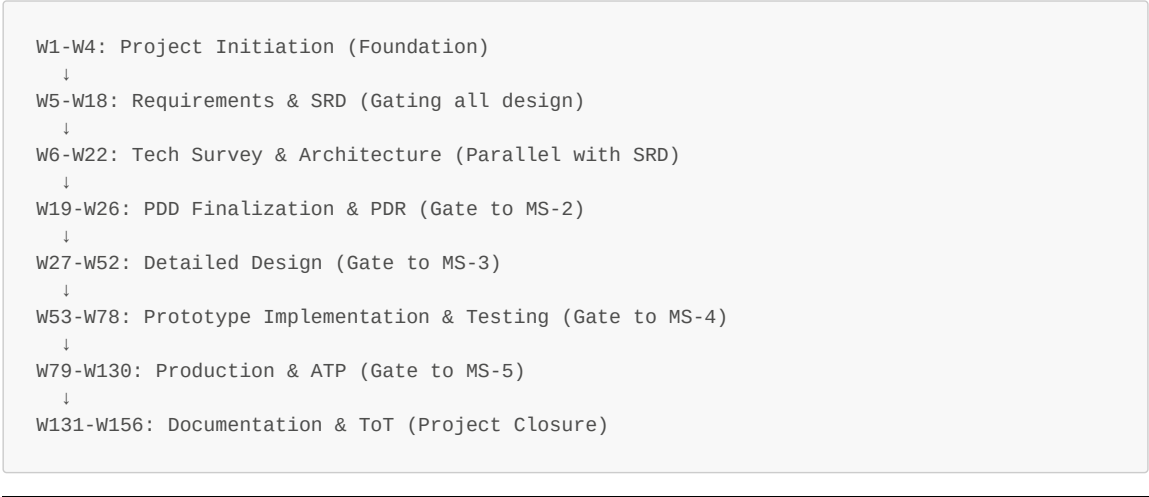 W1-W4: Project Initiation (Foundation)
↓
W5-W18: Requirements & SRD (Gating all design)
↓
W6-W22: Tech Survey & Architecture (Parallel with SRD)
↓
W19-W26: PDD Finalization & PDR (Gate to MS-2)
↓
W27-W52: Detailed Design (Gate to MS-3)
↓
W53-W78: Prototype Implementation & Testing (Gate to MS-4)
↓
W79-W130: Production & ATP (Gate to MS-5)
↓
W131-W156: Documentation & ToT (Project Closure)